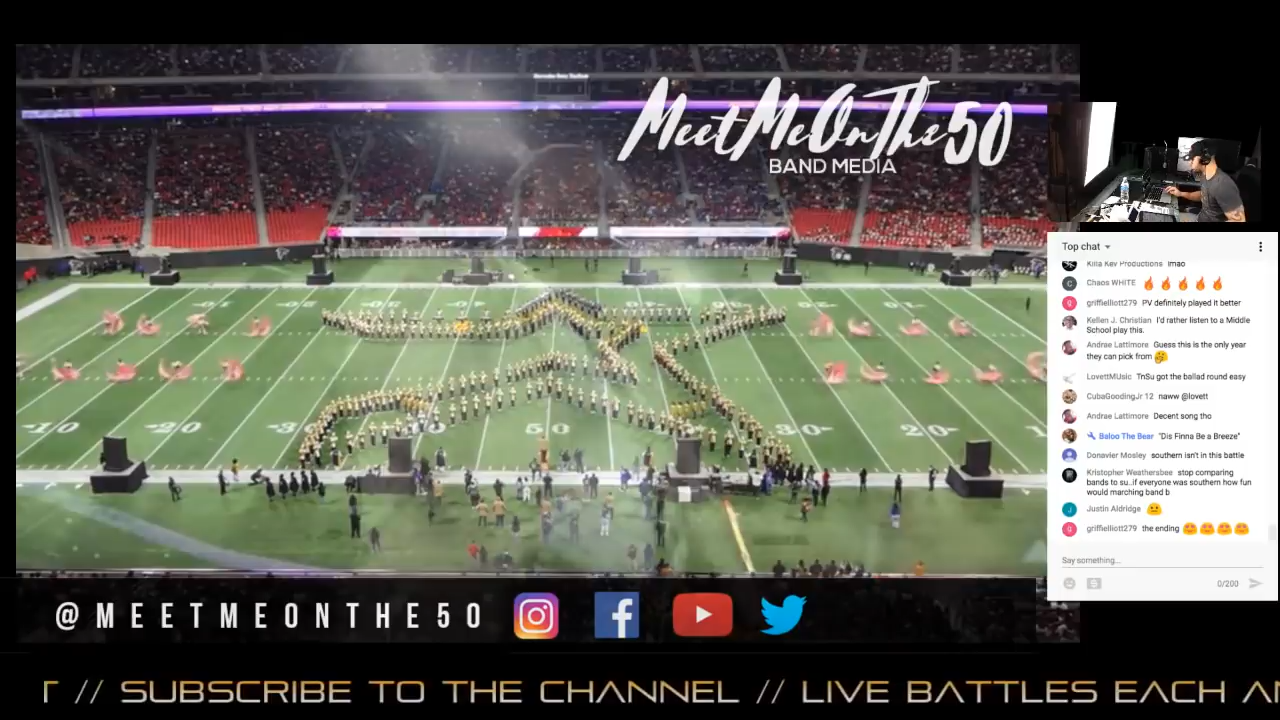 MeetMeOnThe50
BAND MEDIA
50
Top chat
Killa Kev Productions lmao
Chaos WHITE 🔥🔥🔥🔥🔥
griffielliott279 PV definitely played it better
Kellen J. Christian I'd rather listen to a Middle
School play this.
Andrae Lattimore Guess this is the only year
they can pick from
LovettMUsic TnSu got the ballad round easy
CubaGoodingJr 12 naww @lovett
Andrae Lattimore Decent song tho
Baloo The Bear "Dis Finna Be a Breeze"
Donavier Mosley southern isn't in this battle
Kristopher Weathersbee stop comparing
bands to su..if everyone was southern how fun
would marching band b
Justin Aldridge
griffielliott279 the ending 😍😍😍😍
Say something...
0/200
@MEETMEONTHE50
T // SUBSCRIBE TO THE CHANNEL // LIVE BATTLES EACH AN